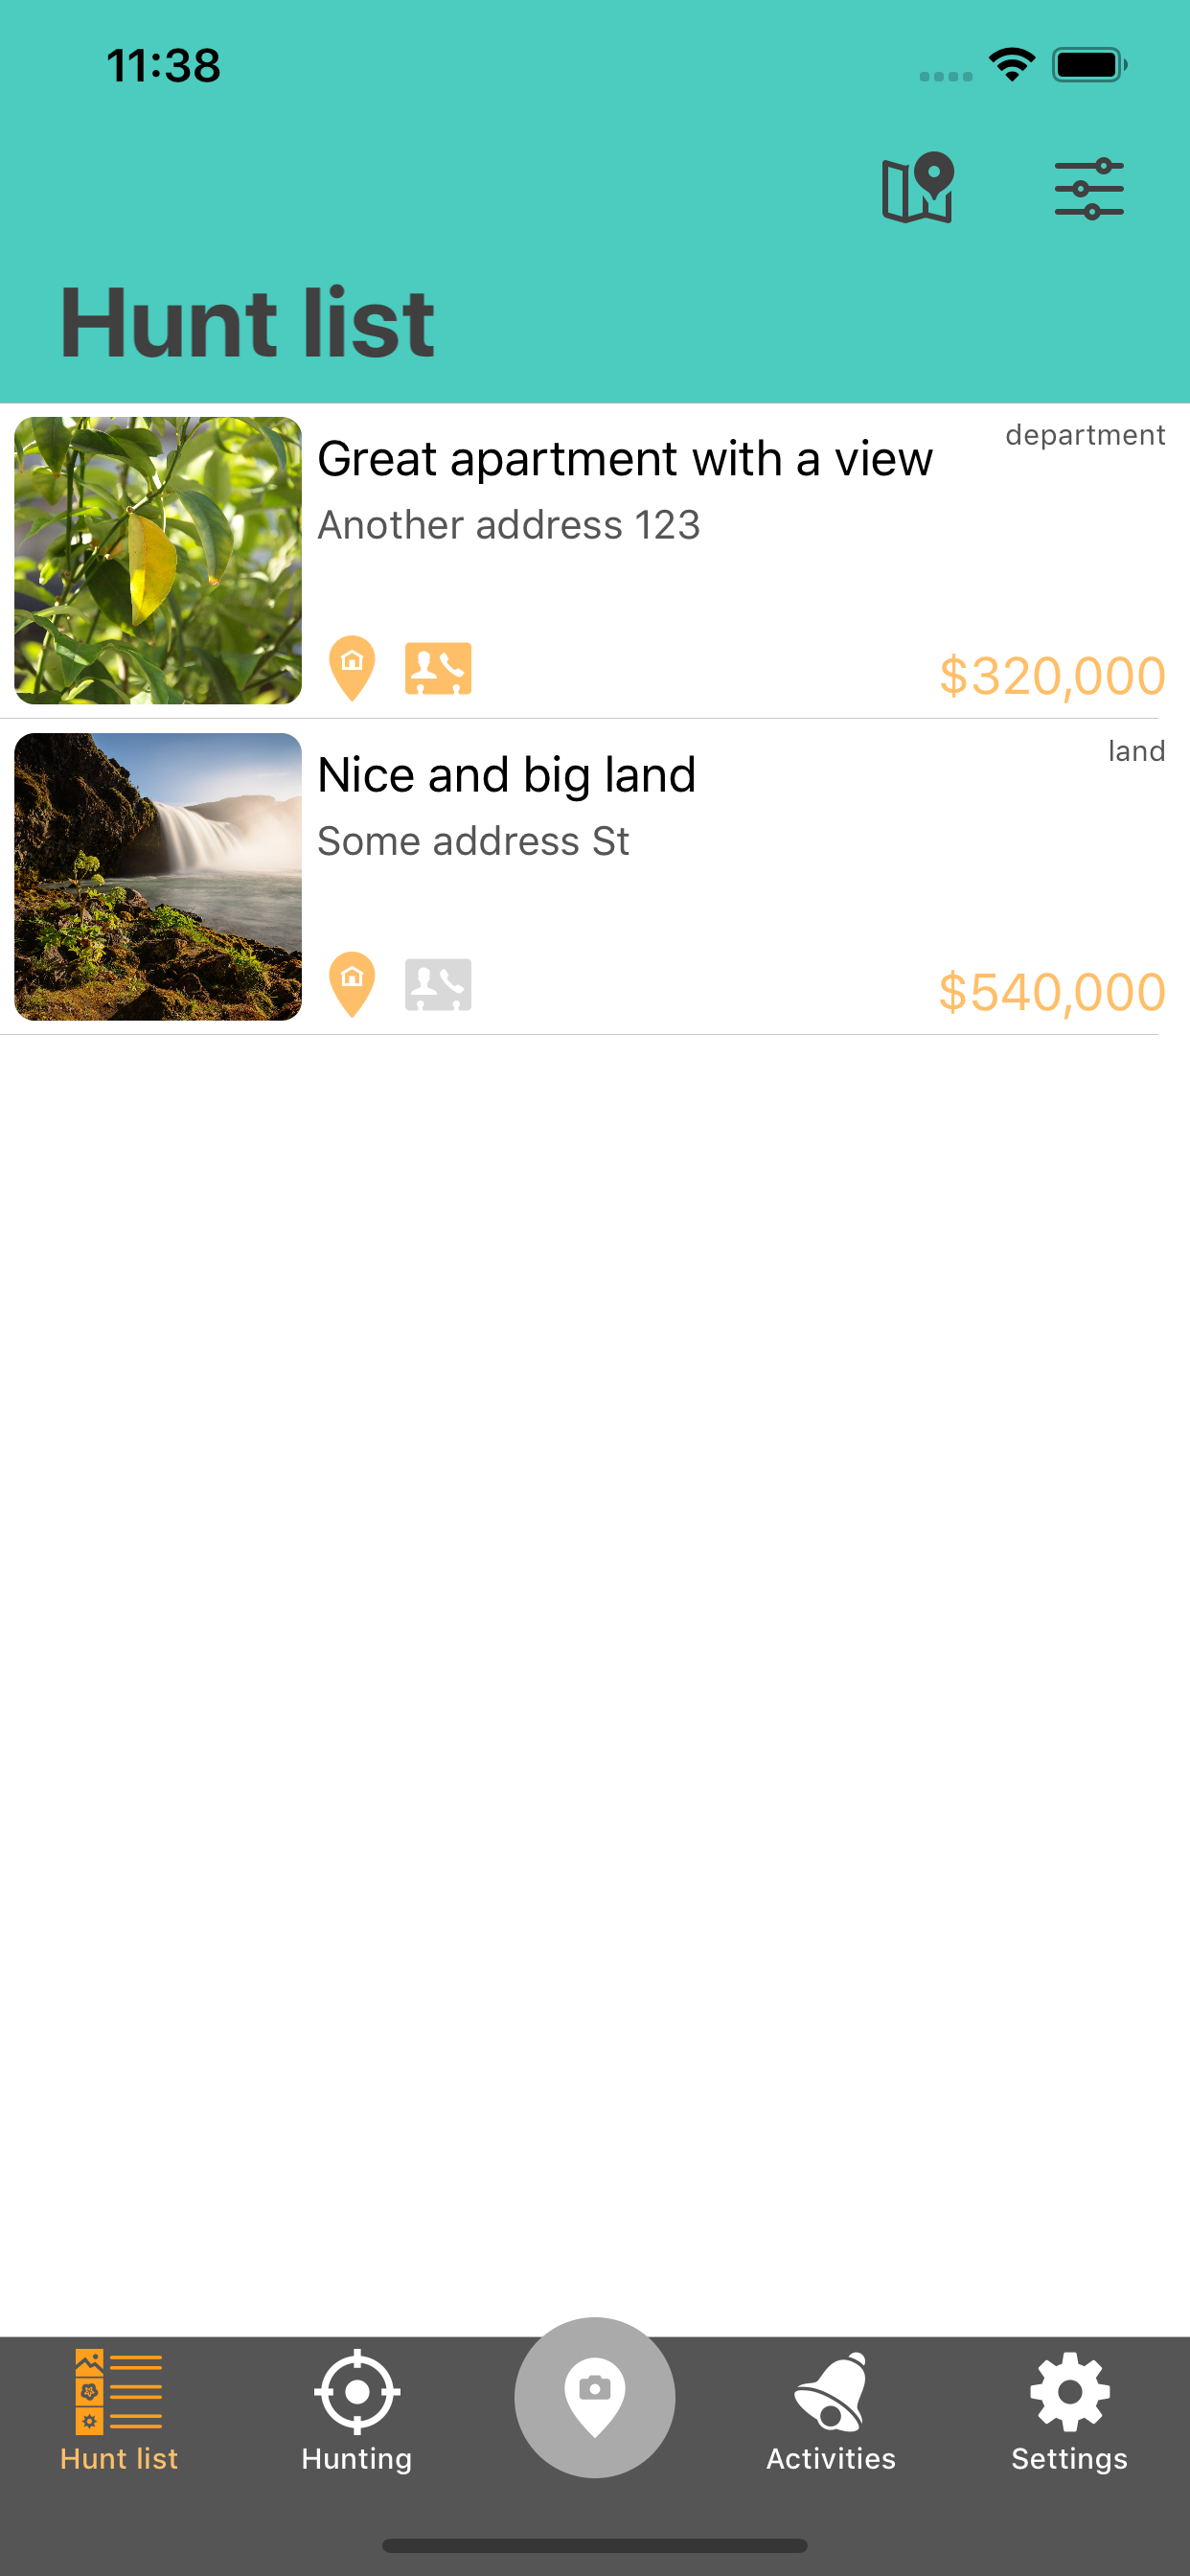 11:38
Hunt list
department
Great apartment with a view
Another address 123
$320,000
land
Nice and big land
Some address St
$540,000
Hunt list
Hunting
Activities
Settings